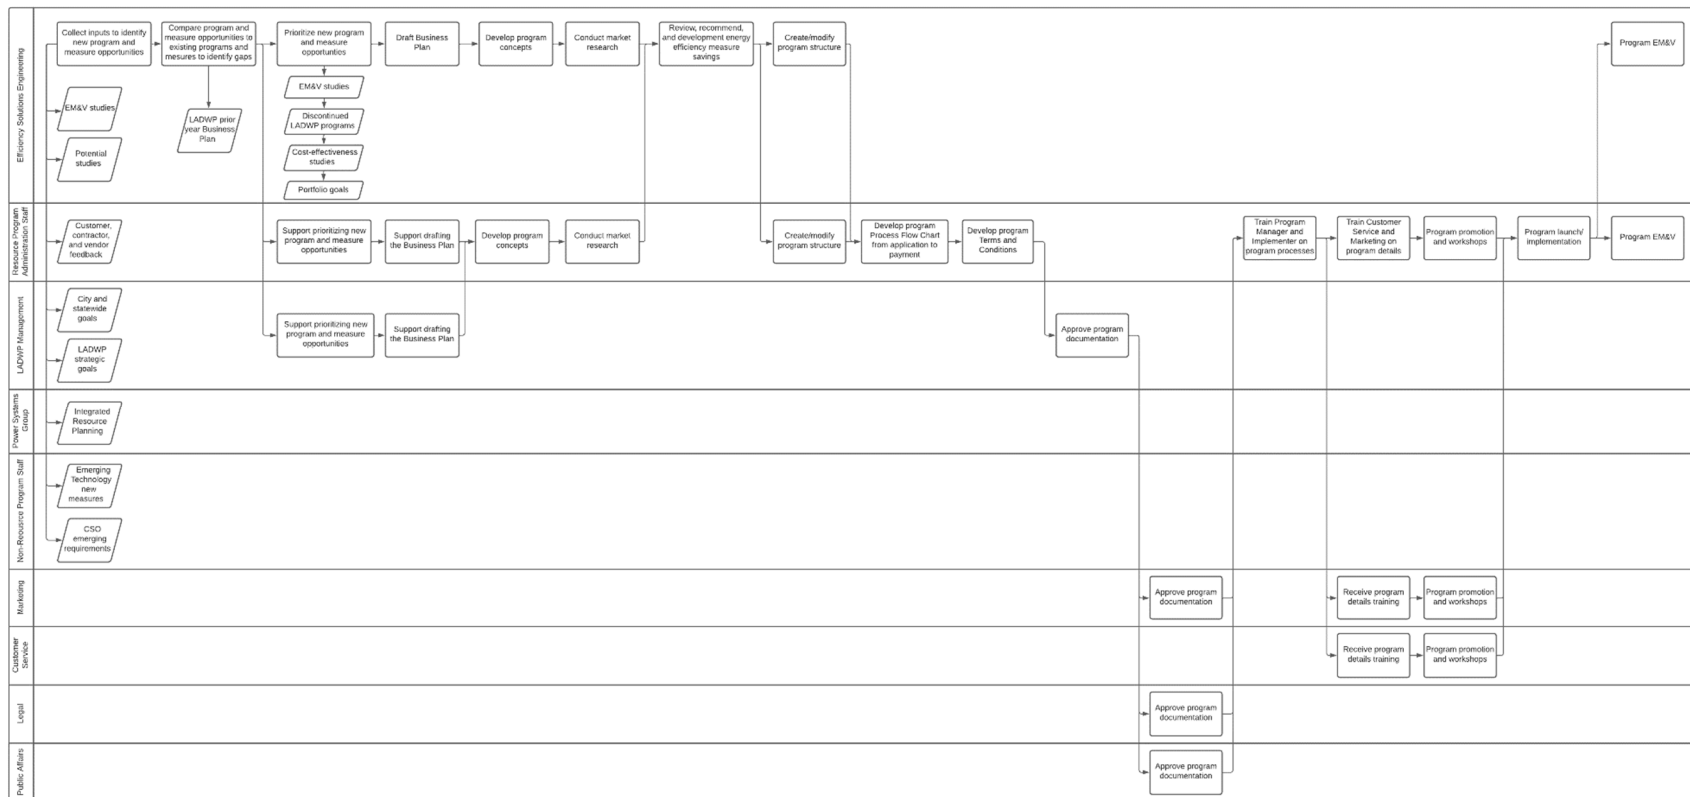 Efficiency Solutions Engineering
Collect inputs to identify
new program and
measure opportunities
Compare program and
measure opportunities to
existing programs and
mesures to identify gaps
Prioritize new program
and measure
opportunties
Draft Business
Plan
Develop program
concepts
Conduct market
research
Review, recommend,
and development energy
efficiency measure
savings
Create/modify
program structure
Program EM&V
EM&V studies
Potential
studies
LADWP prior
year Business
Plan
EM&V studies
Discontinued
LADWP programs
Cost-effectiveness
studies
Portfolio goals
Resource Program
Administration Staff
Customer,
contractor,
and vendor
feedback
Support prioritizing new
program and measure
opportunities
Support drafting
the Business Plan
Develop program
concepts
Conduct market
research
Create/modify
program structure
Develop program
Process Flow Chart
from application to
payment
Develop program
Terms and
Conditions
Train Program
Manager and
Implementer on
program processes
Train Customer
Service and
Marketing on
program details
Program promotion
and workshops
Program launch/
implementation
Program EM&V
LADWP Management
City and
statewide
goals
LADWP
strategic
goals
Support prioritizing new
program and measure
opportunities
Support drafting
the Business Plan
Approve program
documentation
Power Systems
Group
Integrated
Resource
Planning
Non-Reousrce Program Staff
Emerging
Technology
new
measures
CSO
emerging
requirements
Marketing
Approve program
documentation
Receive program
details training
Program promotion
and workshops
Customer
Service
Receive program
details training
Program promotion
and workshops
Legal
Approve program
documentation
Public Affairs
Approve program
documentation